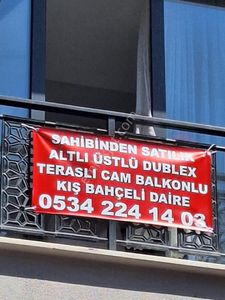 SAHİBİNDEN SATILIK
ALTLI ÜSTLÜ DUBLEX
TERASLI CAM BALKONLU
KIŞ BAHÇELİ DAİRE
0534 224 14 03